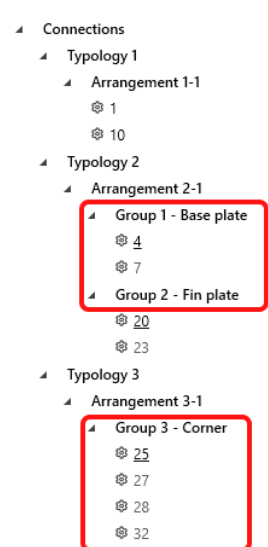 Connections
Typology 1
Arrangement 1-1
1
10
Typology 2
Arrangement 2-1
Group 1 - Base plate
4
7
Group 2 - Fin plate
20
23
Typology 3
Arrangement 3-1
Group 3 - Corner
25
27
28
32